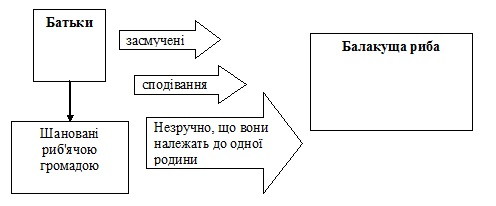 Батьки
засмучені
Балакуща риба
сподівання
Шановані
риб'ячою
громадою
Незручно, що вони
належать до одної
родини